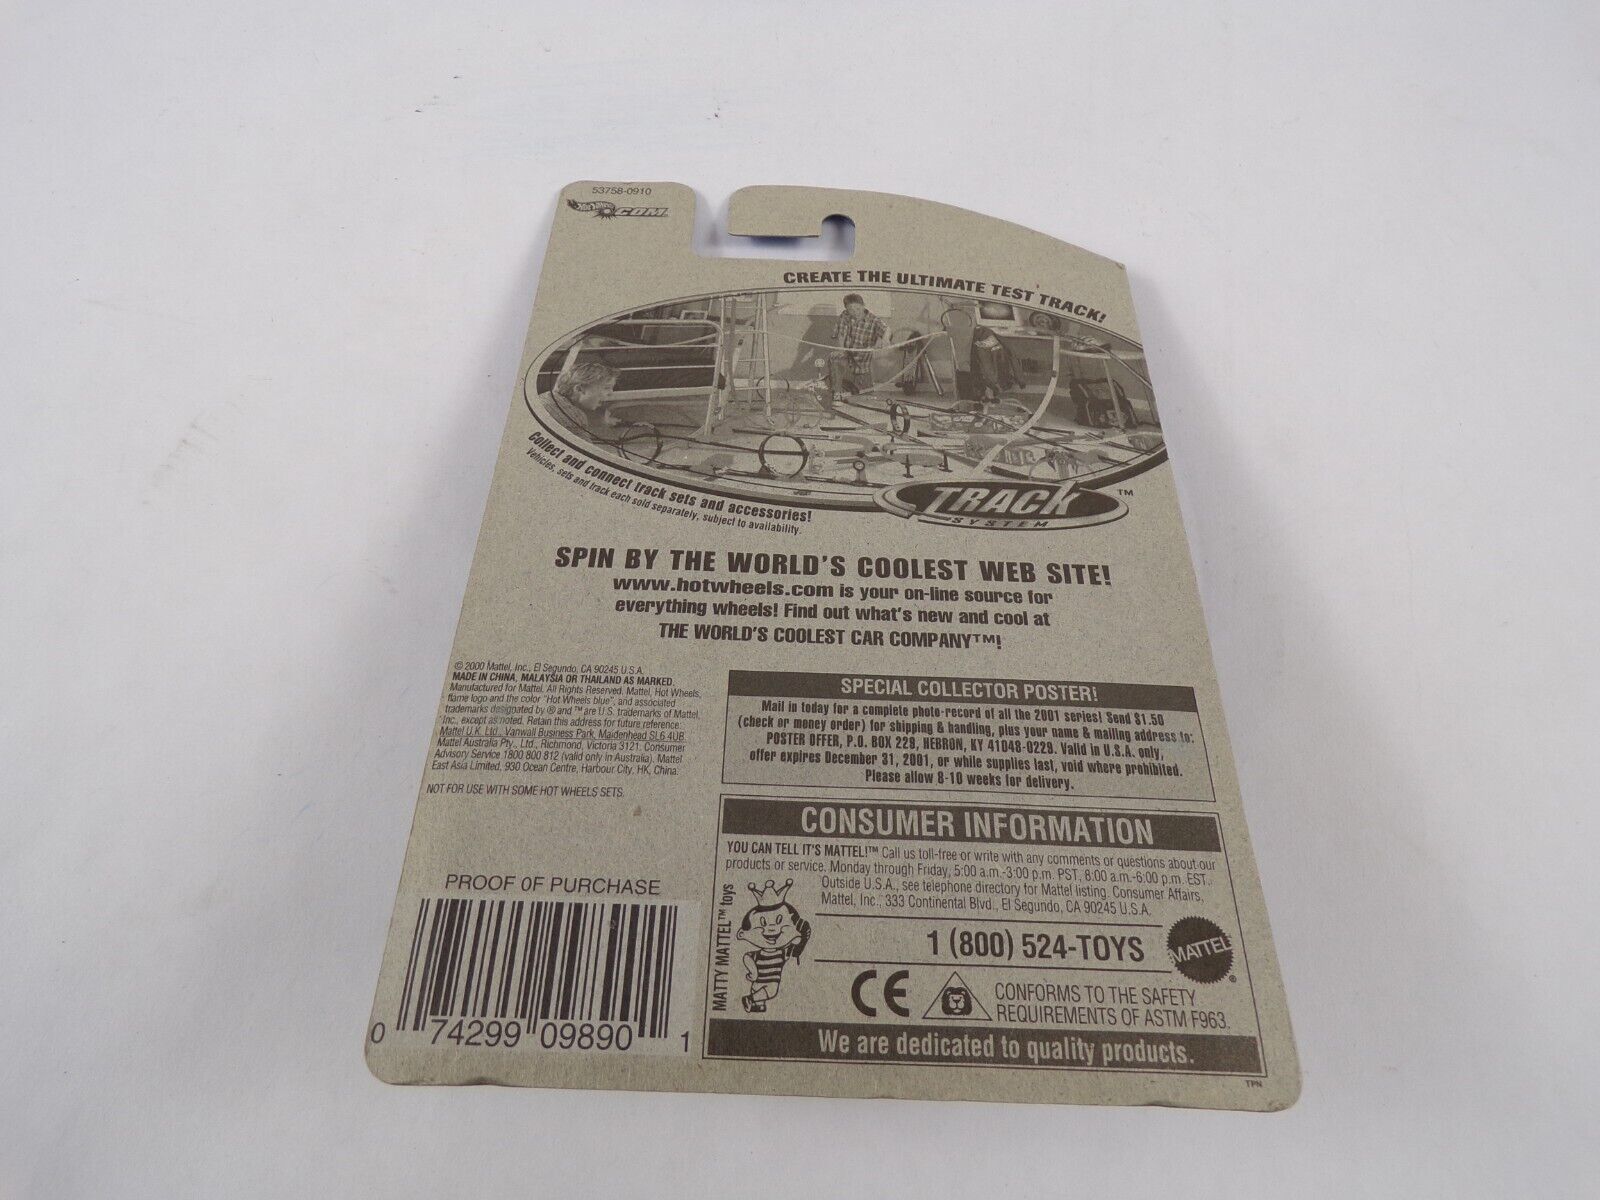 53758-0910
Hot Wheels .COM
CREATE THE ULTIMATE TEST TRACK!
Collect and connect track sets and accessories!
Vehicles, sets and track each sold separately, subject to availability.
TRACK™
SYSTEM
SPIN BY THE WORLD'S COOLEST WEB SITE!
www.hotwheels.com is your on-line source for
everything wheels! Find out what's new and cool at
THE WORLD'S COOLEST CAR COMPANY™!
© 2000 Mattel, Inc., El Segundo, CA 90245 U.S.A.
MADE IN CHINA, MALAYSIA OR THAILAND AS MARKED.
Manufactured for Mattel. All Rights Reserved. Mattel, Hot Wheels,
flame logo and the color "Hot Wheels blue", and associated
trademarks designated by ® and ™ are U.S. trademarks of Mattel,
Inc., except as noted. Retain this address for future reference:
Mattel U.K. Ltd., Vanwall Business Park, Maidenhead SL6 4UB.
Mattel Australia Pty., Ltd., Richmond, Victoria 3121. Consumer
Advisory Service 1800 800 812 (valid only in Australia). Mattel
East Asia Limited, 930 Ocean Centre, Harbour City, HK, China.
NOT FOR USE WITH SOME HOT WHEELS SETS.
SPECIAL COLLECTOR POSTER!
Mail in today for a complete photo-record of all the 2001 series! Send $1.50
(check or money order) for shipping & handling, plus your name & mailing address to:
POSTER OFFER, P.O. BOX 229, HEBRON, KY 41048-0229. Valid in U.S.A. only,
offer expires December 31, 2001, or while supplies last, void where prohibited.
Please allow 8-10 weeks for delivery.
CONSUMER INFORMATION
YOU CAN TELL IT'S MATTEL!™ Call us toll-free or write with any comments or questions about our
products or service. Monday through Friday, 5:00 a.m.-3:00 p.m. PST, 8:00 a.m.-6:00 p.m. EST.
Outside U.S.A., see telephone directory for Mattel listing. Consumer Affairs,
Mattel, Inc., 333 Continental Blvd., El Segundo, CA 90245 U.S.A.
MATTY MATTEL™ toys
1 (800) 524-TOYS
MATTEL®
CE
CONFORMS TO THE SAFETY
REQUIREMENTS OF ASTM F963.
We are dedicated to quality products.
TPN
PROOF OF PURCHASE
0 74299 09890 1